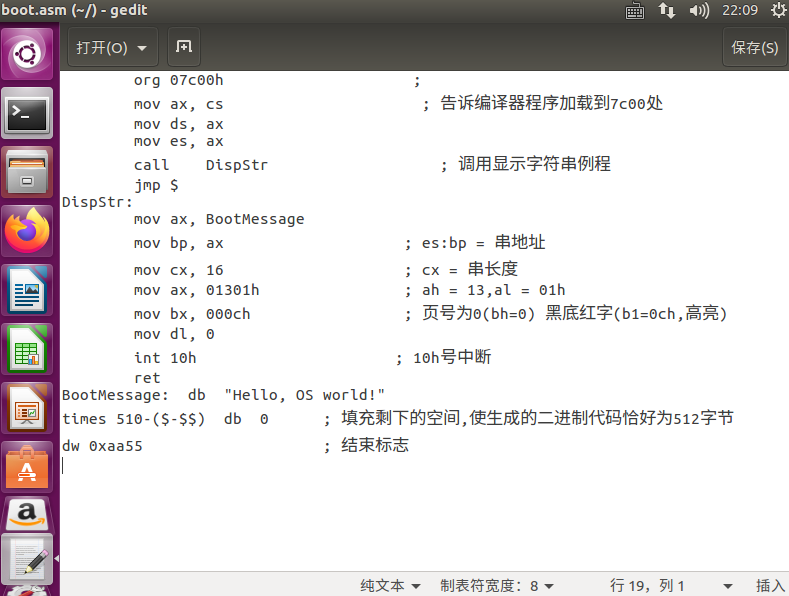 boot.asm (~/) - gedit 22:09
打开(O) 保存(S)
org 07c00h ;
mov ax, cs ; 告诉编译器程序加载到7c00处
mov ds, ax
mov es, ax
call DispStr ; 调用显示字符串例程
jmp $
DispStr:
mov ax, BootMessage
mov bp, ax ; es:bp = 串地址
mov cx, 16 ; cx = 串长度
mov ax, 01301h ; ah = 13,al = 01h
mov bx, 000ch ; 页号为0(bh=0) 黑底红字(b1=0ch,高亮)
mov dl, 0
int 10h ; 10h号中断
ret
BootMessage: db "Hello, OS world!"
times 510-($-$$) db 0 ; 填充剩下的空间,使生成的二进制代码恰好为512字节
dw 0xaa55 ; 结束标志
纯文本 制表符宽度: 8 行 19, 列 1 插入